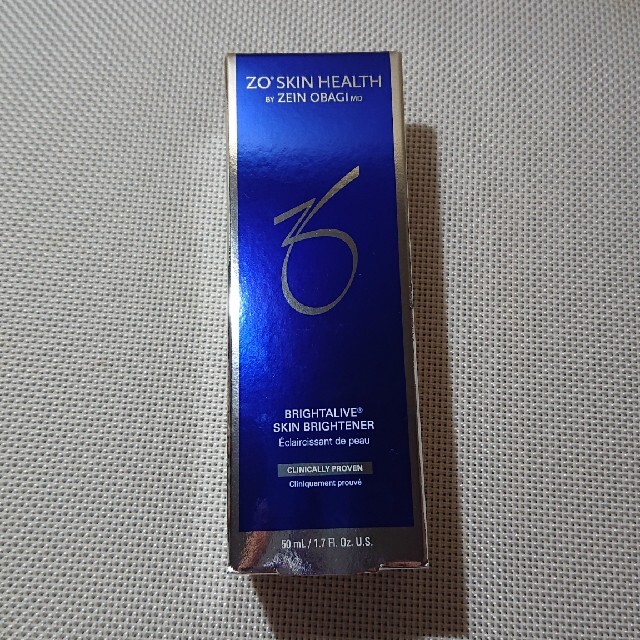 ZO® SKIN HEALTH
BY ZEIN OBAGI MD
BRIGHTALIVE®
SKIN BRIGHTENER
Éclaircissant de peau
CLINICALLY PROVEN
Cliniquement prouvé
50 mL / 1.7 Fl. Oz. U.S.